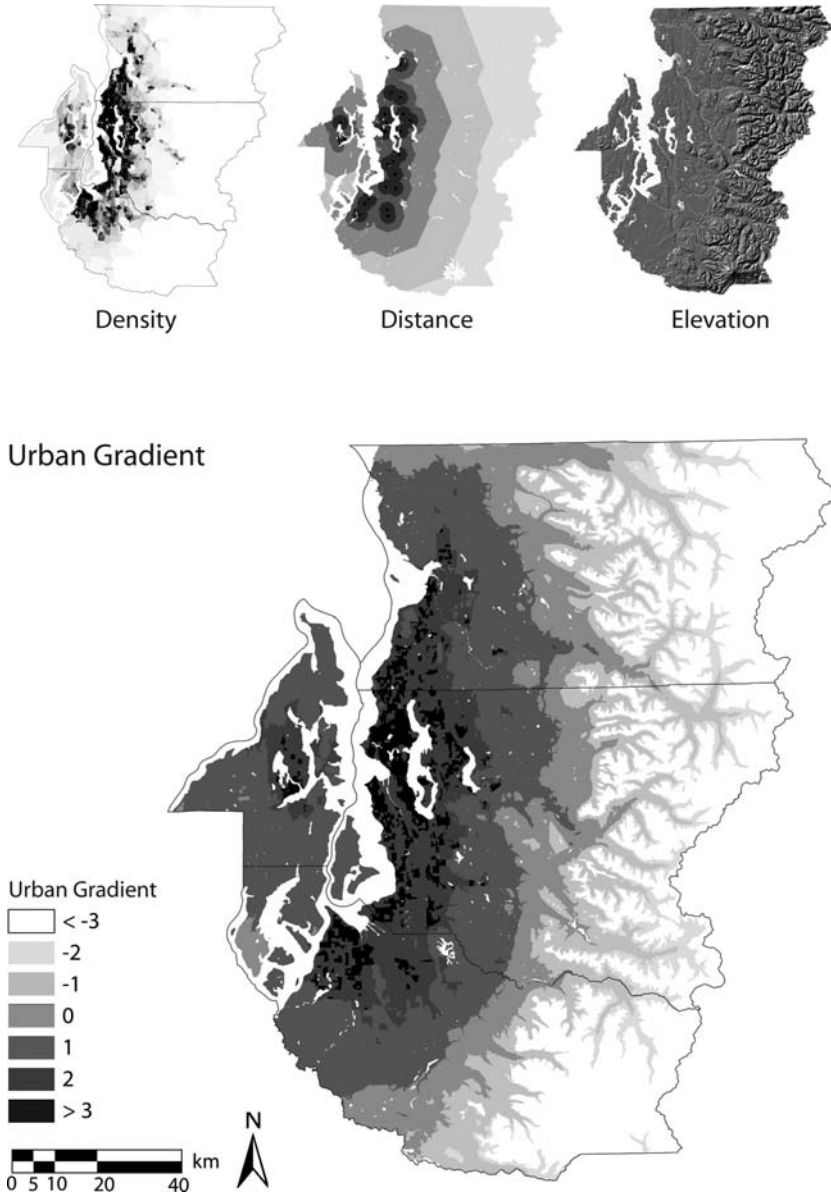 Density
Distance
Elevation
Urban Gradient
Urban Gradient
< -3
-2
-1
0
1
2
> 3
N
km
0 5 10 20 40